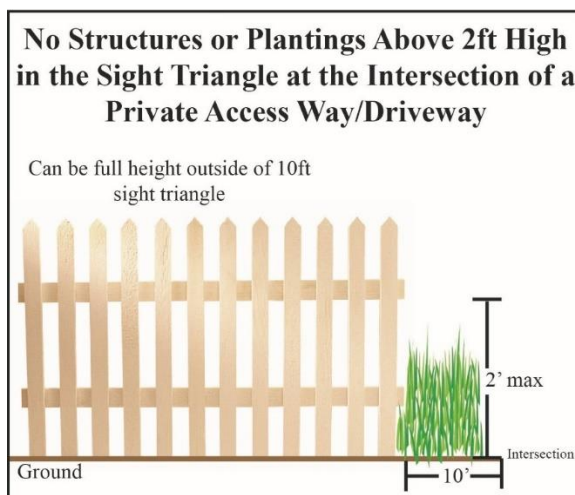 No Structures or Plantings Above 2ft High
in the Sight Triangle at the Intersection of a
Private Access Way/Driveway
Can be full height outside of 10ft
sight triangle
2' max
Intersection
Ground
10'